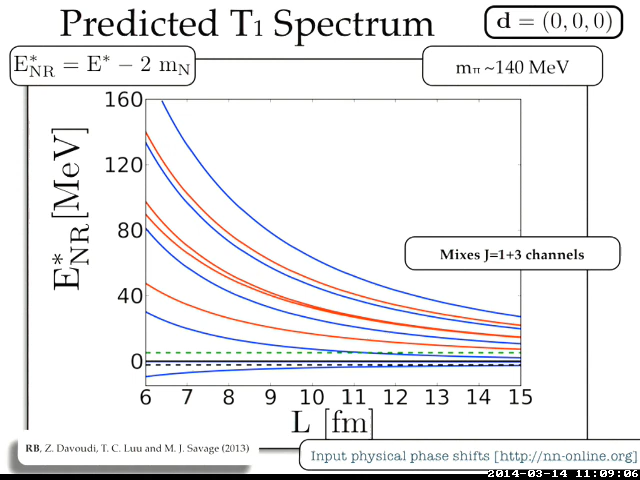 Predicted T1 Spectrum
d = (0, 0, 0)
E*NR = E* − 2 mN
mπ ~140 MeV
160
120
80
40
0
E*NR [MeV]
Mixes J=1+3 channels
6 7 8 9 10 11 12 13 14 15
L [fm]
RB, Z. Davoudi, T. C. Luu and M. J. Savage (2013)
Input physical phase shifts [http://nn-online.org]
2014-03-14 11:09:06